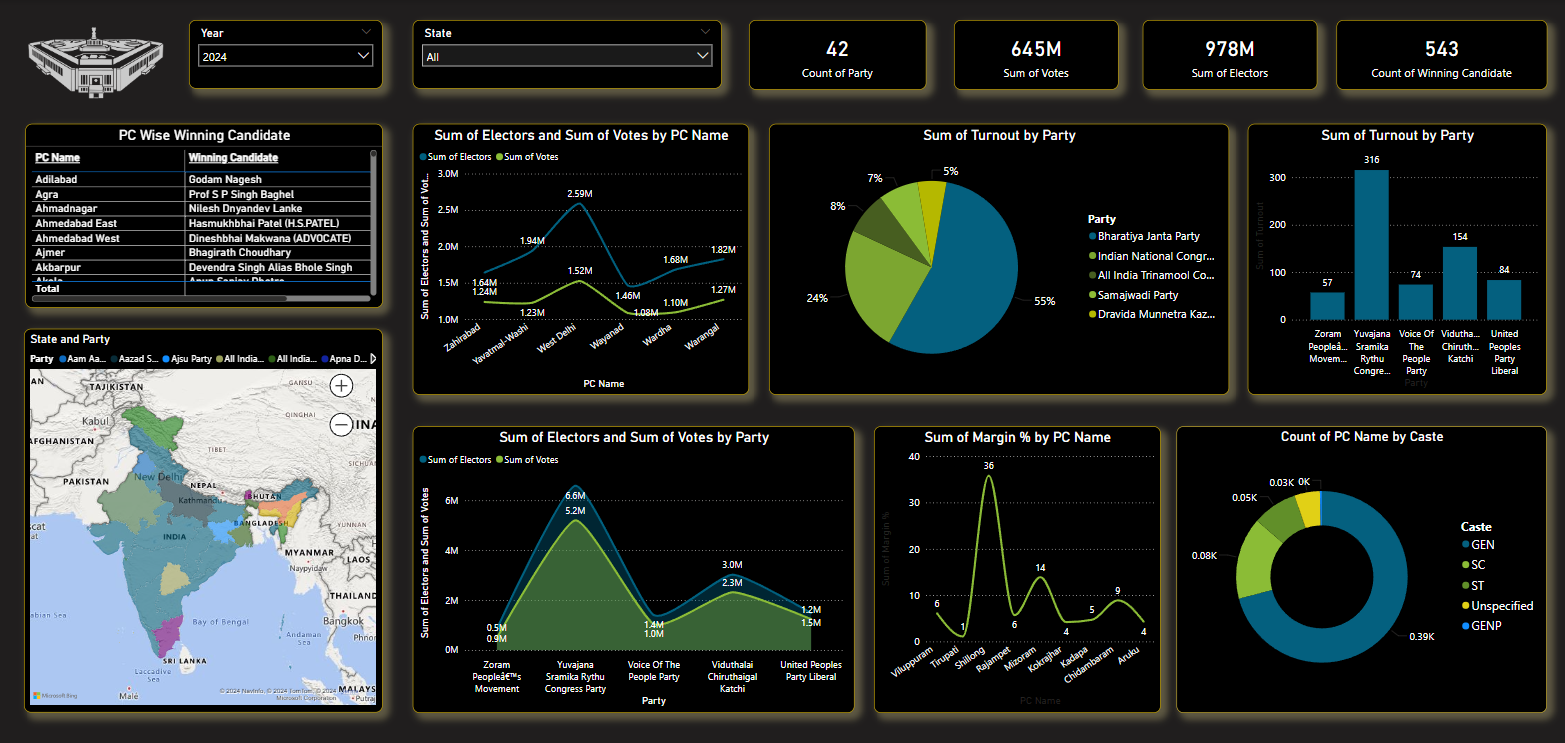 Year
2024
State
All
42
Count of Party
645M
Sum of Votes
978M
Sum of Electors
543
Count of Winning Candidate
PC Wise Winning Candidate
PC Name Winning Candidate
Adilabad Godam Nagesh
Agra Prof S P Singh Baghel
Ahmadnagar Nilesh Dnyandev Lanke
Ahmedabad East Hasmukhbhai Patel (H.S.PATEL)
Ahmedabad West Dineshbhai Makwana (ADVOCATE)
Ajmer Bhagirath Choudhary
Akbarpur Devendra Singh Alias Bhole Singh
Total
Sum of Electors and Sum of Votes by PC Name
Sum of Electors Sum of Votes
Sum of Electors and Sum of Vot...
3.0M
2.5M
2.0M
1.5M
1.0M
1.64M
1.94M
2.59M
1.46M
1.68M
1.82M
1.24M
1.23M
1.52M
1.08M
1.10M
1.27M
Zahirabad
Yavatmal-Washi
West Delhi
Wayanad
Wardha
Warangal
PC Name
Sum of Turnout by Party
5%
7%
8%
24%
55%
Party
Bharatiya Janta Party
Indian National Congr...
All India Trinamool Co...
Samajwadi Party
Dravida Munnetra Kaz...
Sum of Turnout by Party
Sum of Turnout
300
200
100
0
57
316
74
154
84
Zoram
Peopleâ...
Movem...
Yuvajana
Sramika
Rythu
Congre...
Voice Of
The
People
Party
Vidutha...
Chiruth...
Katchi
United
Peoples
Party
Liberal
Party
State and Party
Party Aam Aa... Aazad S... Ajsu Party All India... All India... Apna D...
TAJIKISTAN
GANSU
QINGHAI
Kabul
AFGHANISTAN
TIBET
SICHUA
PAKISTAN
New Delhi
NEPAL
Kathmandu
BHUTAN
BANGLADESH
YUNNAN
INDIA
MYANMAR
LAOS
Naypyidaw
THAILAND
Bay of Bengal
Bangkok
Andaman
Sea
abian Sea
SRI LANKA
Laccadive
Sea
Malé
MALAYS
Microsoft Bing
© 2024 NavInfo, © 2024 TomTom, © 2024
Microsoft Corporation
Sum of Electors and Sum of Votes by Party
Sum of Electors Sum of Votes
Sum of Electors and Sum of Votes
6M
4M
2M
0M
0.5M
0.9M
6.6M
5.2M
1.4M
1.0M
3.0M
2.3M
1.2M
1.5M
Zoram
Peopleâ€™s
Movement
Yuvajana
Sramika Rythu
Congress Party
Voice Of The
People Party
Viduthalai
Chiruthaigal
Katchi
United Peoples
Party Liberal
Party
Sum of Margin % by PC Name
Sum of Margin %
40
30
20
10
0
6
1
36
6
14
4
5
9
4
Viluppuram
Tirupati
Shillong
Rajampet
Mizoram
Kokrajhar
Kadapa
Chidambaram
Aruku
PC Name
Count of PC Name by Caste
0.03K 0K
0.05K
0.08K
0.39K
Caste
GEN
SC
ST
Unspecified
GENP